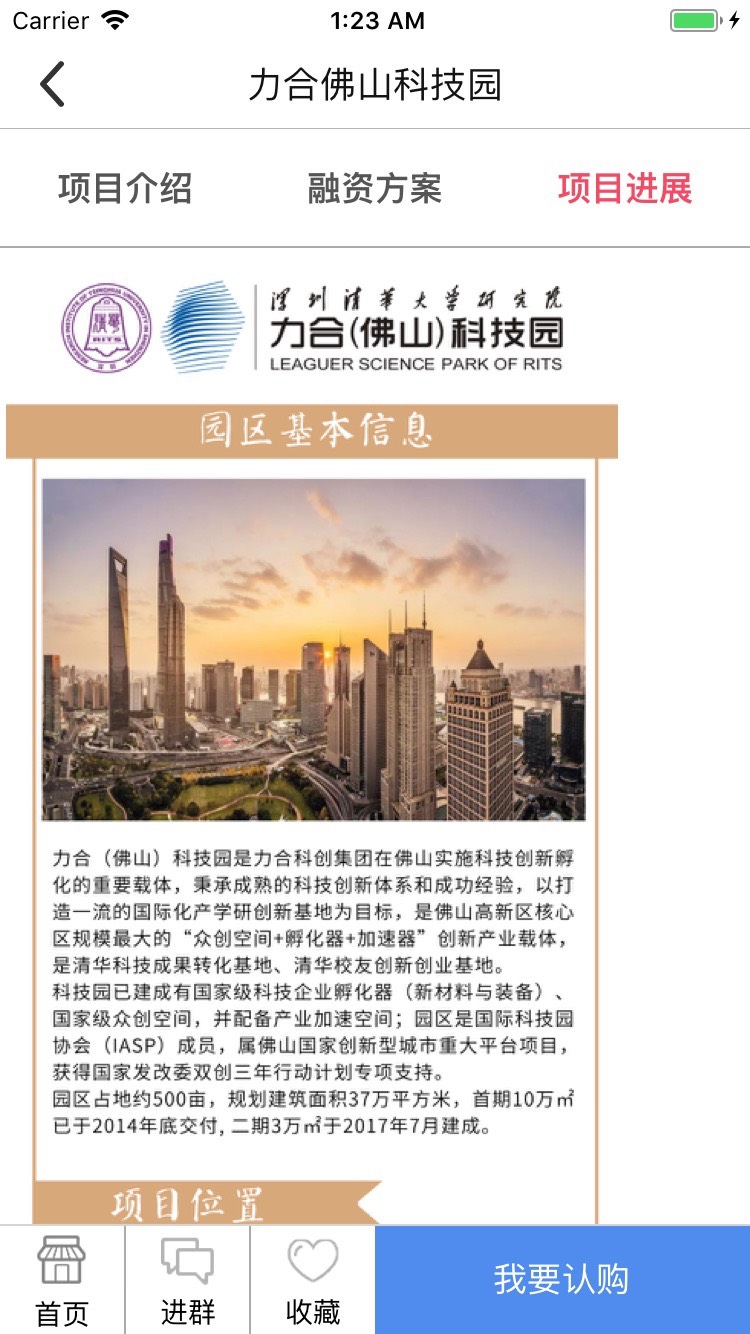 Carrier 1:23 AM
力合佛山科技园
项目介绍 融资方案 项目进展
RESEARCH INSTITUTE OF TSINGHUA UNIVERSITY IN SHENZHEN
清华
RITS
深圳清华大学研究院
力合(佛山)科技园
LEAGUER SCIENCE PARK OF RITS
园区基本信息
力合（佛山）科技园是力合科创集团在佛山实施科技创新孵
化的重要载体，秉承成熟的科技创新体系和成功经验，以打
造一流的国际化产学研创新基地为目标，是佛山高新区核心
区规模最大的“众创空间+孵化器+加速器”创新产业载体，
是清华科技成果转化基地、清华校友创新创业基地。
科技园已建成有国家级科技企业孵化器（新材料与装备）、
国家级众创空间，并配备产业加速空间；园区是国际科技园
协会（IASP）成员，属佛山国家创新型城市重大平台项目，
获得国家发改委双创三年行动计划专项支持。
园区占地约500亩，规划建筑面积37万平方米，首期10万㎡
已于2014年底交付, 二期3万㎡于2017年7月建成。
项目位置
首页 进群 收藏 我要认购